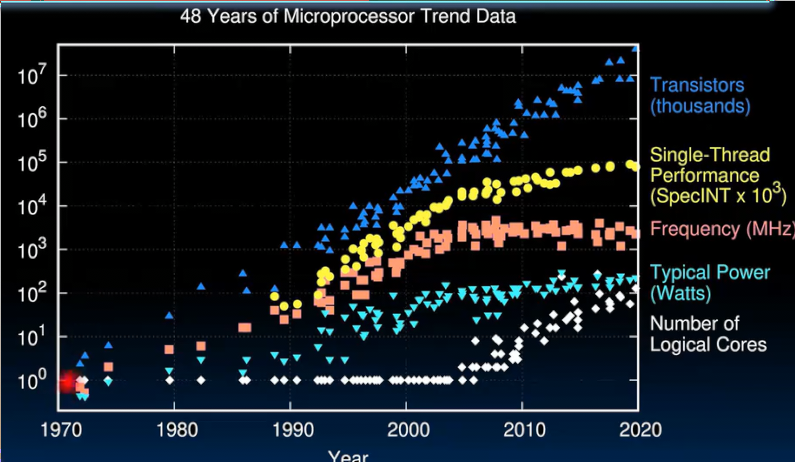 48 Years of Microprocessor Trend Data
10^7
10^6
10^5
10^4
10^3
10^2
10^1
10^0
Transistors
(thousands)
Single-Thread
Performance
(SpecINT x 10^3)
Frequency (MHz)
Typical Power
(Watts)
Number of
Logical Cores
1970 1980 1990 2000 2010 2020
Year